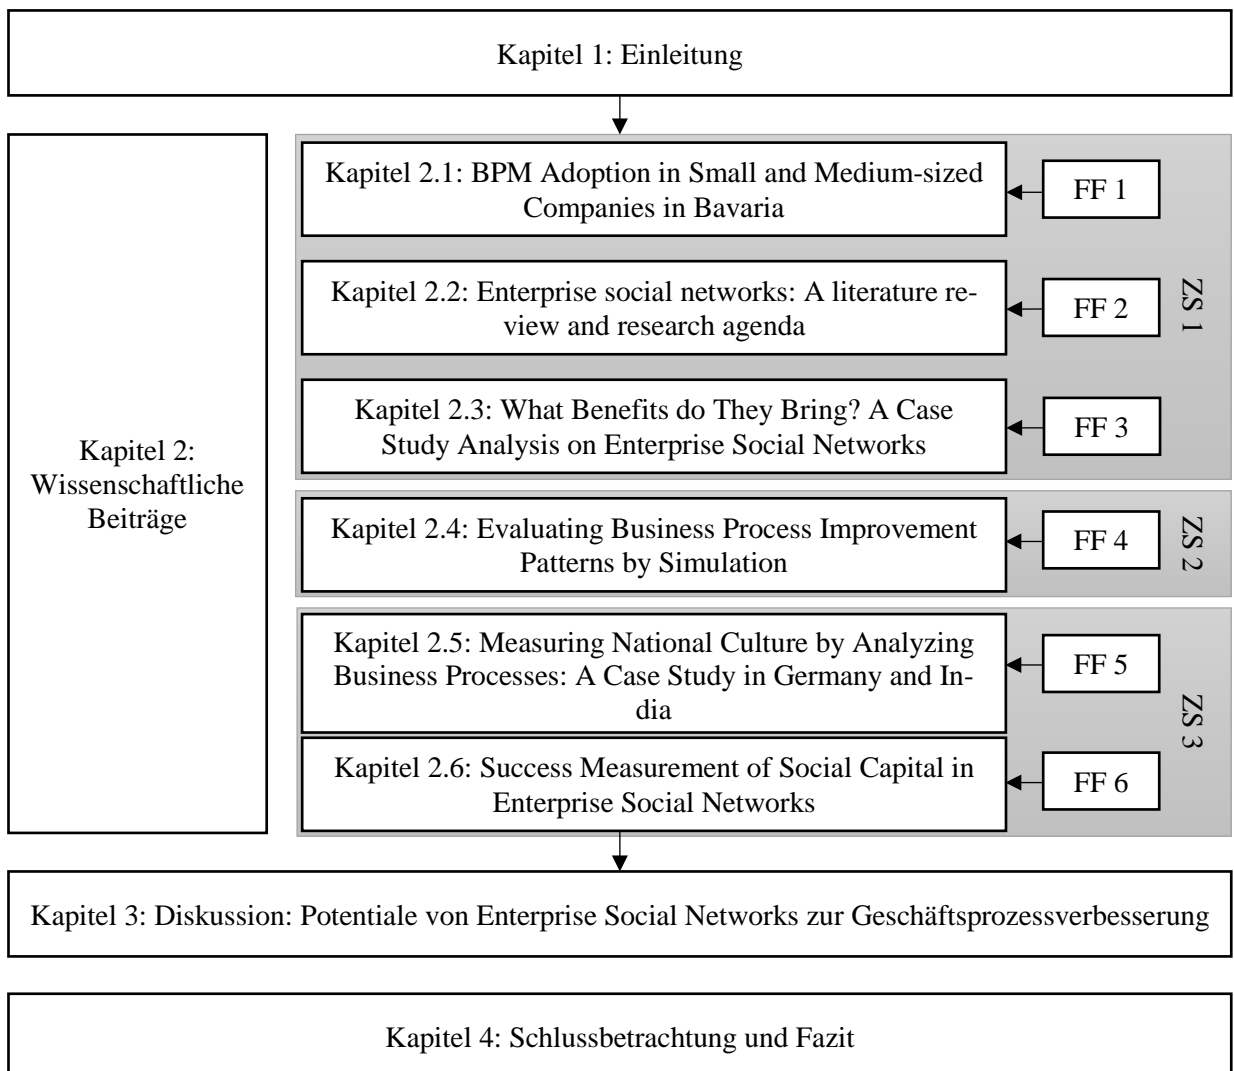 Kapitel 1: Einleitung
Kapitel 2:
Wissenschaftliche
Beiträge
Kapitel 2.1: BPM Adoption in Small and Medium-sized
Companies in Bavaria
FF 1
Kapitel 2.2: Enterprise social networks: A literature re-
view and research agenda
FF 2
Kapitel 2.3: What Benefits do They Bring? A Case
Study Analysis on Enterprise Social Networks
FF 3
ZS 1
Kapitel 2.4: Evaluating Business Process Improvement
Patterns by Simulation
FF 4
ZS 2
Kapitel 2.5: Measuring National Culture by Analyzing
Business Processes: A Case Study in Germany and In-
dia
FF 5
Kapitel 2.6: Success Measurement of Social Capital in
Enterprise Social Networks
FF 6
ZS 3
Kapitel 3: Diskussion: Potentiale von Enterprise Social Networks zur Geschäftsprozessverbesserung
Kapitel 4: Schlussbetrachtung und Fazit